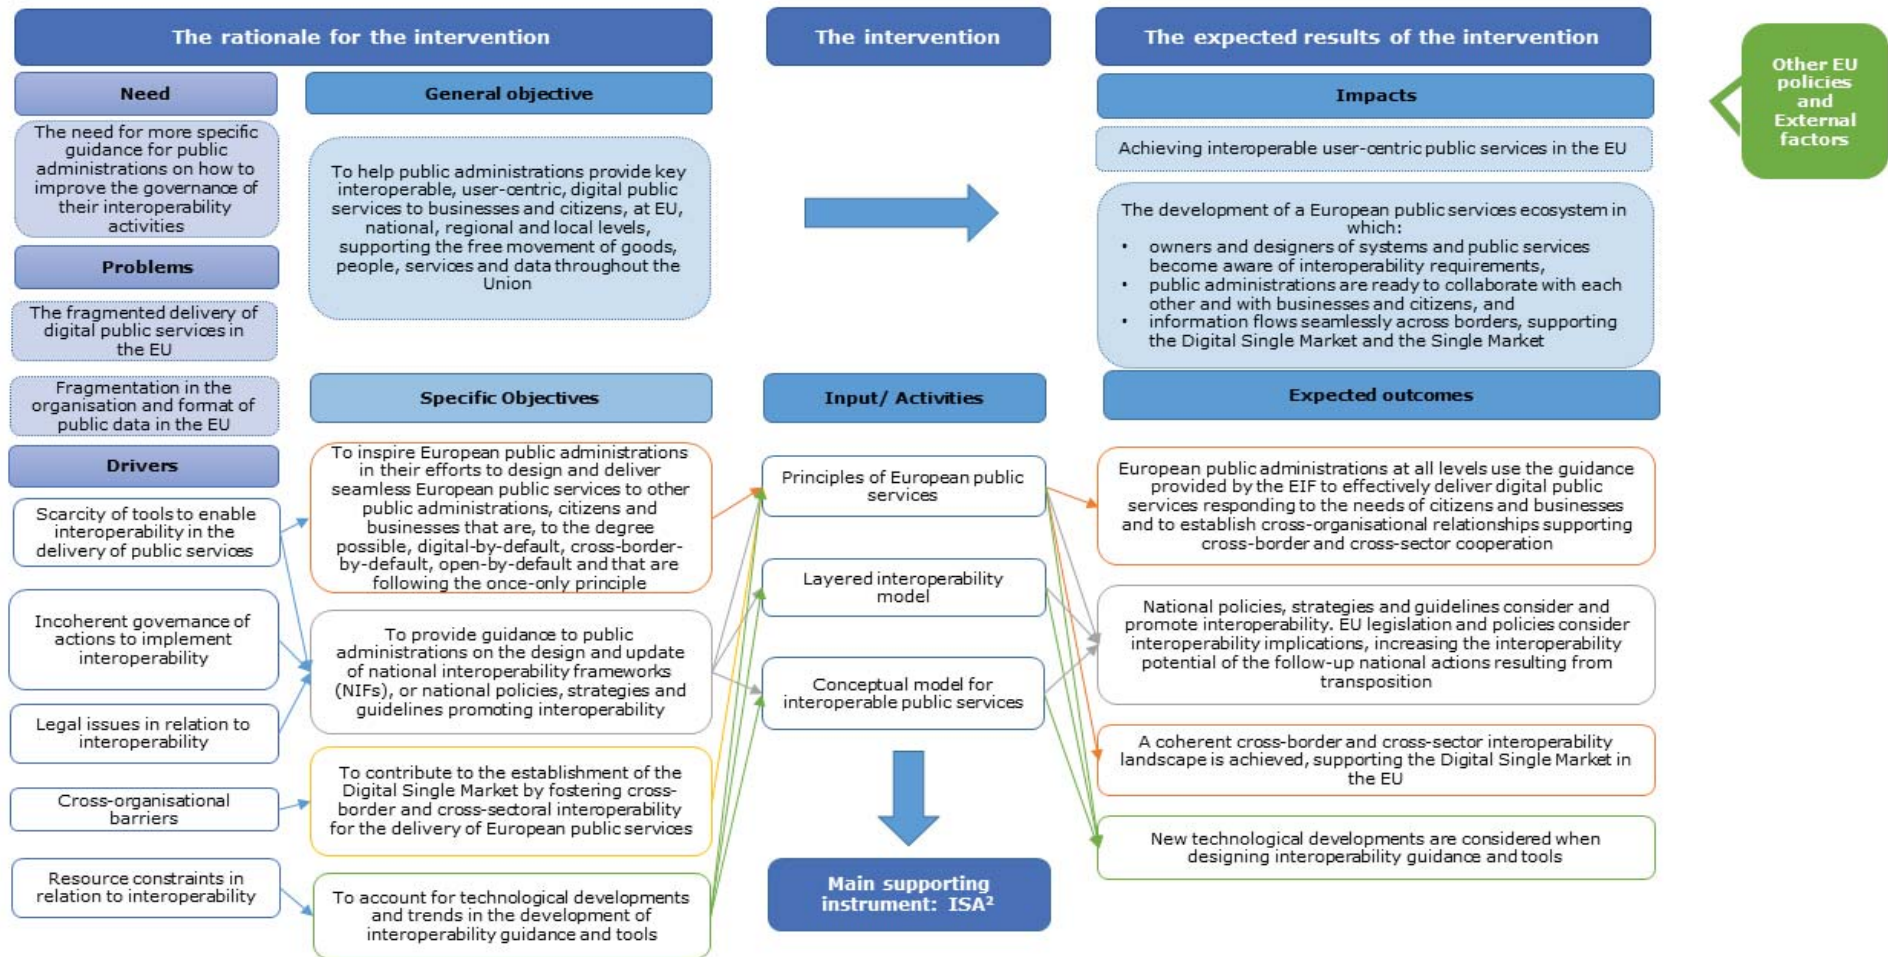 The rationale for the intervention
Need
The need for more specific
guidance for public
administrations on how to
improve the governance of
their interoperability
activities
Problems
The fragmented delivery of
digital public services in
the EU
Fragmentation in the
organisation and format of
public data in the EU
Drivers
Scarcity of tools to enable
interoperability in the
delivery of public services
Incoherent governance of
actions to implement
interoperability
Legal issues in relation to
interoperability
Cross-organisational
barriers
Resource constraints in
relation to interoperability
General objective
To help public administrations provide key
interoperable, user-centric, digital public
services to businesses and citizens, at EU,
national, regional and local levels,
supporting the free movement of goods,
people, services and data throughout the
Union
Specific Objectives
To inspire European public administrations
in their efforts to design and deliver
seamless European public services to other
public administrations, citizens and
businesses that are, to the degree
possible, digital-by-default, cross-border-
by-default, open-by-default and that are
following the once-only principle
To provide guidance to public
administrations on the design and update
of national interoperability frameworks
(NIFs), or national policies, strategies and
guidelines promoting interoperability
To contribute to the establishment of the
Digital Single Market by fostering cross-
border and cross-sectoral interoperability
for the delivery of European public services
To account for technological developments
and trends in the development of
interoperability guidance and tools
The intervention
Input/ Activities
Principles of European public
services
Layered interoperability
model
Conceptual model for
interoperable public services
Main supporting
instrument: ISA²
The expected results of the intervention
Impacts
Achieving interoperable user-centric public services in the EU
The development of a European public services ecosystem in
which:
• owners and designers of systems and public services
become aware of interoperability requirements,
• public administrations are ready to collaborate with each
other and with businesses and citizens, and
• information flows seamlessly across borders, supporting
the Digital Single Market and the Single Market
Expected outcomes
European public administrations at all levels use the guidance
provided by the EIF to effectively deliver digital public
services responding to the needs of citizens and businesses
and to establish cross-organisational relationships supporting
cross-border and cross-sector cooperation
National policies, strategies and guidelines consider and
promote interoperability. EU legislation and policies consider
interoperability implications, increasing the interoperability
potential of the follow-up national actions resulting from
transposition
A coherent cross-border and cross-sector interoperability
landscape is achieved, supporting the Digital Single Market in
the EU
New technological developments are considered when
designing interoperability guidance and tools
Other EU
policies
and
External
factors